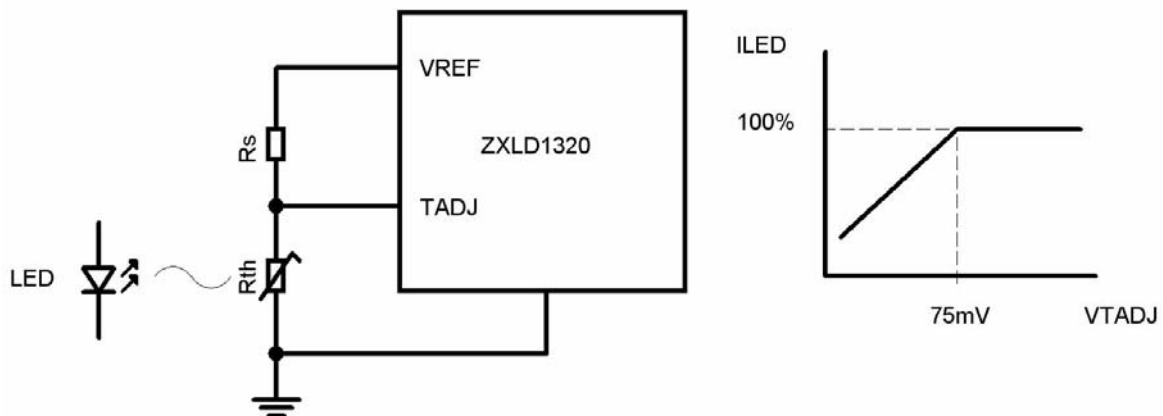 VREF
Rs
ZXLD1320
TADJ
LED
Rth
ILED
100%
75mV
VTADJ